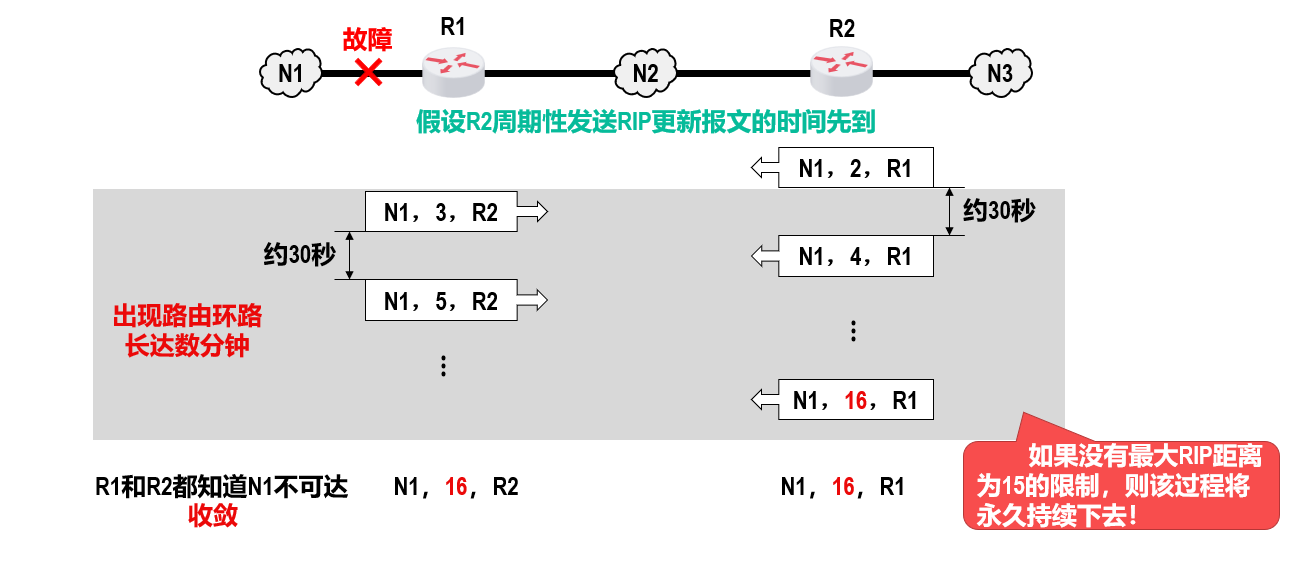 R1
R2
故障
N1
N2
N3
假设R2周期性发送RIP更新报文的时间先到
N1，2，R1
N1，3，R2
约30秒
约30秒
N1，4，R1
N1，5，R2
出现路由环路
长达数分钟
⋮
⋮
N1，16，R1
R1和R2都知道N1不可达
收敛
N1，16，R2
N1，16，R1
如果没有最大RIP距离
为15的限制，则该过程将
永久持续下去！